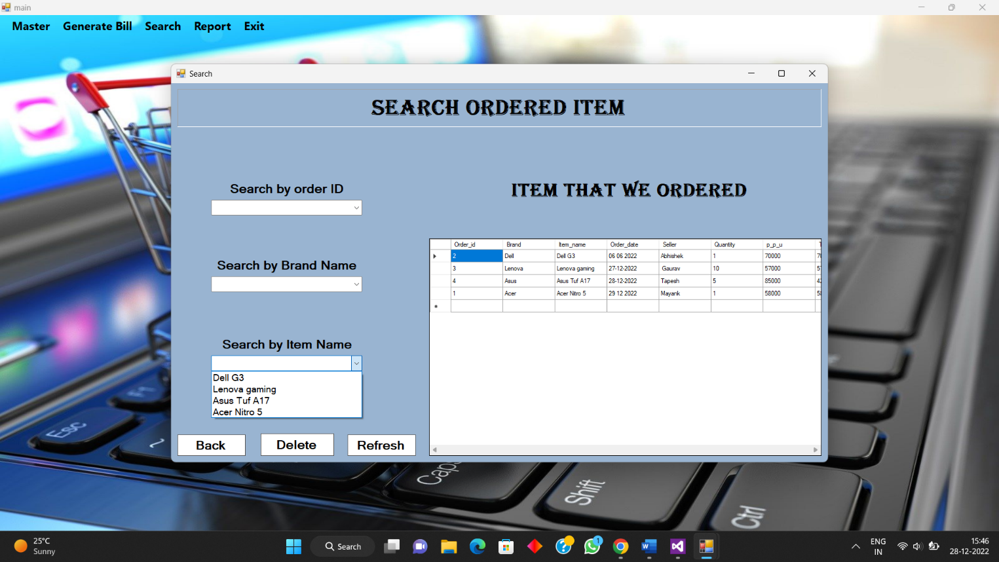 main
Master Generate Bill Search Report Exit
Search
SEARCH ORDERED ITEM
Search by order ID
Search by Brand Name
Search by Item Name
Dell G3
Lenova gaming
Asus Tuf A17
Acer Nitro 5
Back Delete Refresh
ITEM THAT WE ORDERED
Order_id Brand Item_name Order_date Seller Quantity p_p_u
2 Dell Dell G3 06 06 2022 Abhishek 1 70000
3 Lenova Lenova gaming 27-12-2022 Gaurav 10 57000
4 Asus Asus Tuf A17 28-12-2022 Tapesh 5 85000
1 Acer Acer Nitro 5 29 12 2022 Mayank 1 58000
Esc
F1
~
Caps
Shift
Ctrl
25°C
Sunny
Search
1
ENG
IN
15:46
28-12-2022